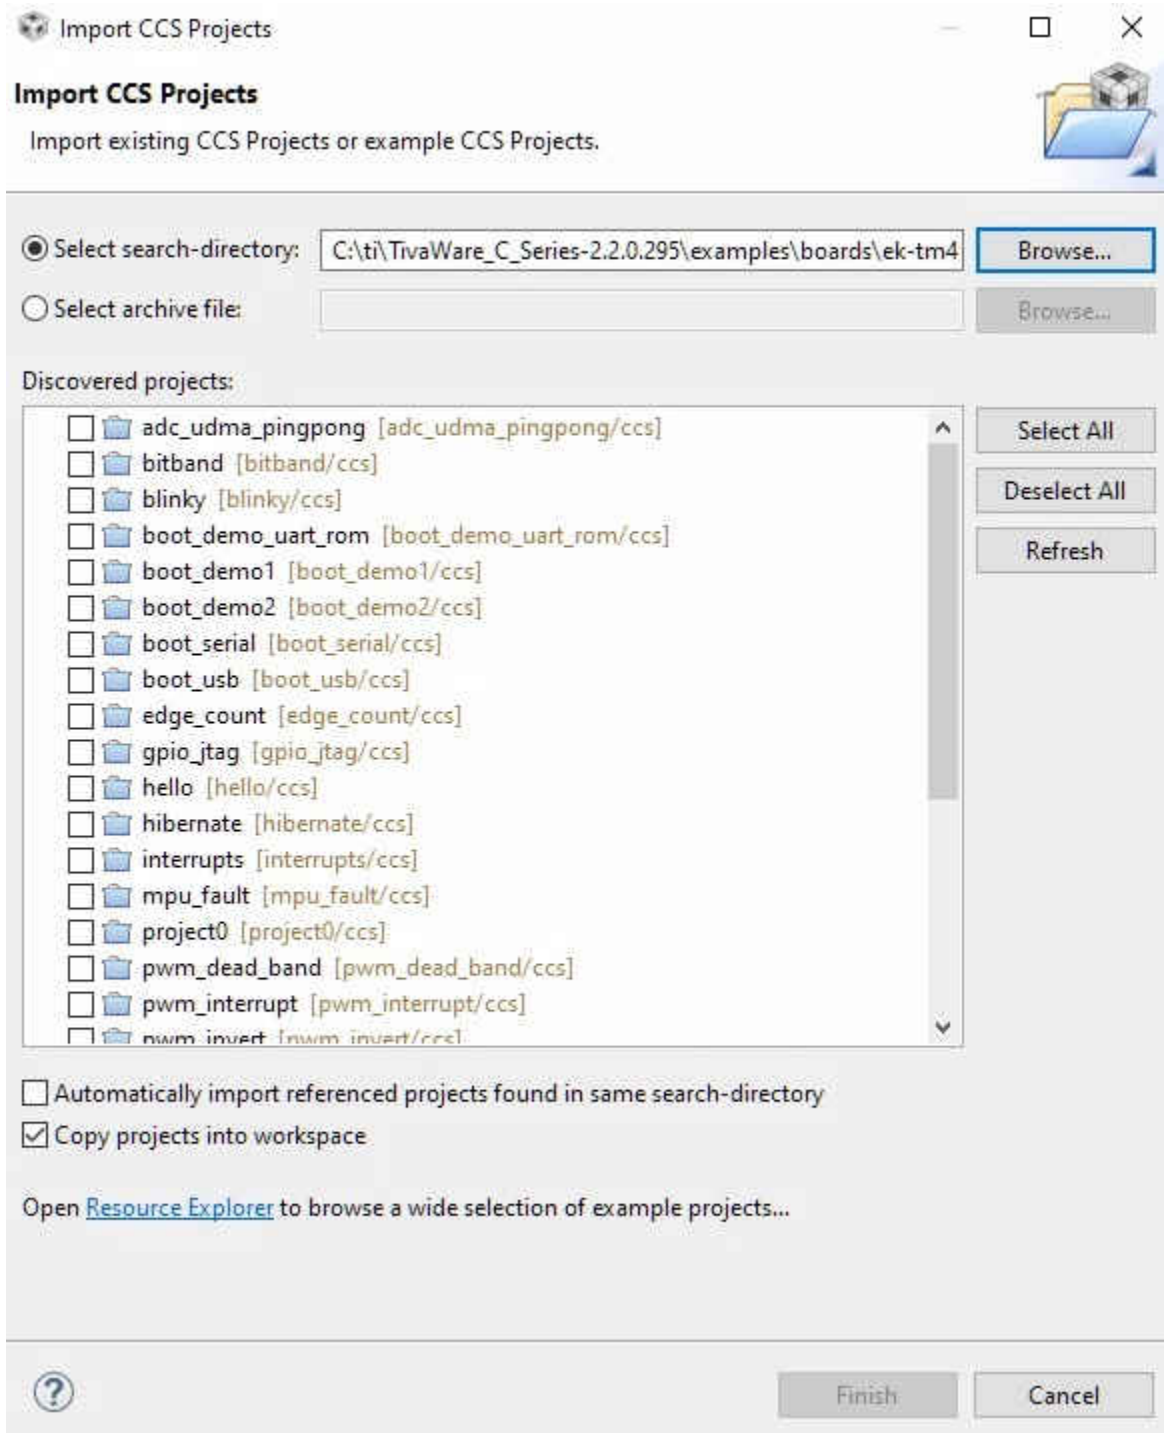 Import CCS Projects
Import CCS Projects
Import existing CCS Projects or example CCS Projects.
Select search-directory: C:\ti\TivaWare_C_Series-2.2.0.295\examples\boards\ek-tm4 Browse...
Select archive file: Browse...
Discovered projects:
adc_udma_pingpong [adc_udma_pingpong/ccs]
Select All
bitband [bitband/ccs]
blinky [blinky/ccs]
Deselect All
boot_demo_uart_rom [boot_demo_uart_rom/ccs]
Refresh
boot_demo1 [boot_demo1/ccs]
boot_demo2 [boot_demo2/ccs]
boot_serial [boot_serial/ccs]
boot_usb [boot_usb/ccs]
edge_count [edge_count/ccs]
gpio_jtag [gpio_jtag/ccs]
hello [hello/ccs]
hibernate [hibernate/ccs]
interrupts [interrupts/ccs]
mpu_fault [mpu_fault/ccs]
project0 [project0/ccs]
pwm_dead_band [pwm_dead_band/ccs]
pwm_interrupt [pwm_interrupt/ccs]
pwm_invert [pwm_invert/ccs]
Automatically import referenced projects found in same search-directory
Copy projects into workspace
Open Resource Explorer to browse a wide selection of example projects...
? Finish Cancel